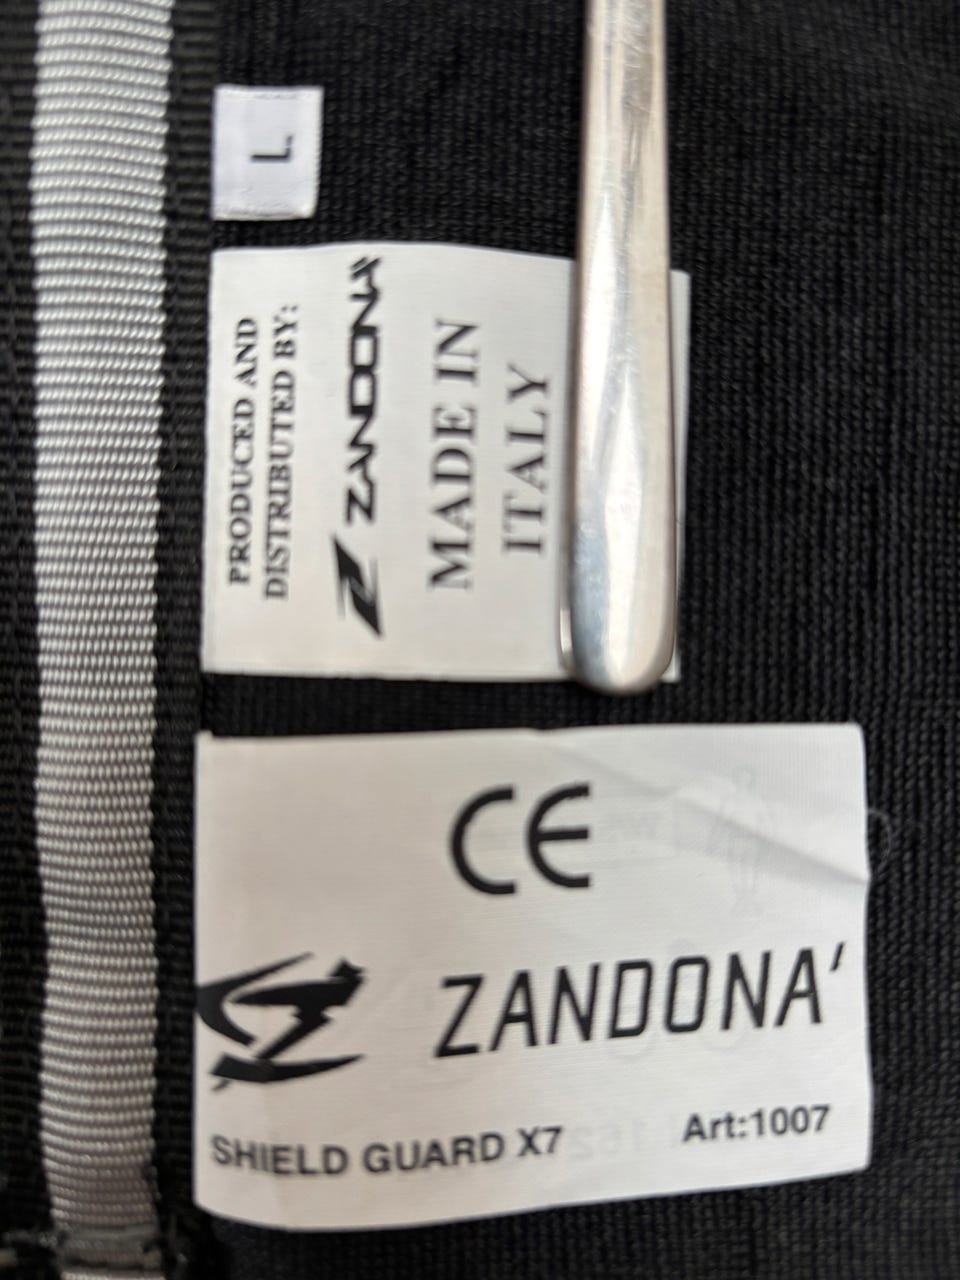 L
PRODUCED AND
DISTRIBUTED BY:
ZANDONA'
MADE IN
ITALY
CE
ZANDONA'
SHIELD GUARD X7 Art:1007